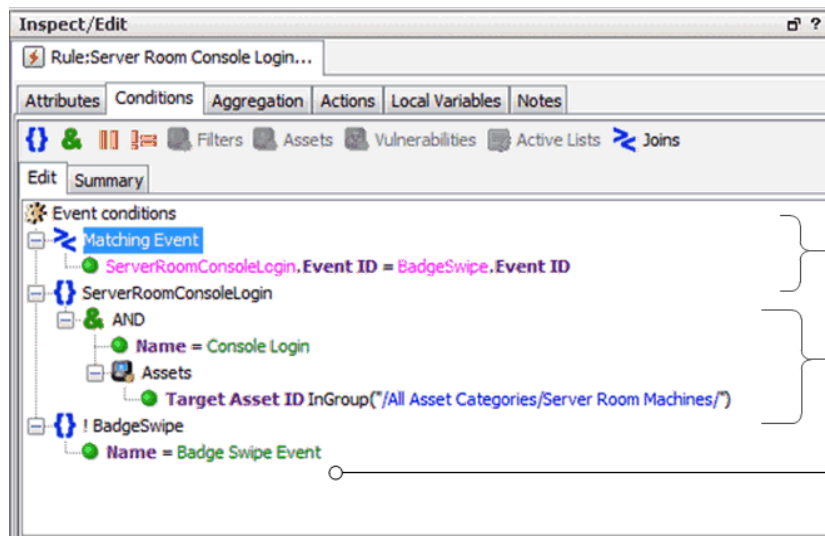 Inspect/Edit ?
Rule:Server Room Console Login...
Attributes Conditions Aggregation Actions Local Variables Notes
{} & Filters Assets Vulnerabilities Active Lists Joins
Edit Summary
Event conditions
Matching Event
ServerRoomConsoleLogin.Event ID = BadgeSwipe.Event ID
{} ServerRoomConsoleLogin
& AND
Name = Console Login
Assets
Target Asset ID InGroup("/All Asset Categories/Server Room Machines/")
{} ! BadgeSwipe
Name = Badge Swipe Event